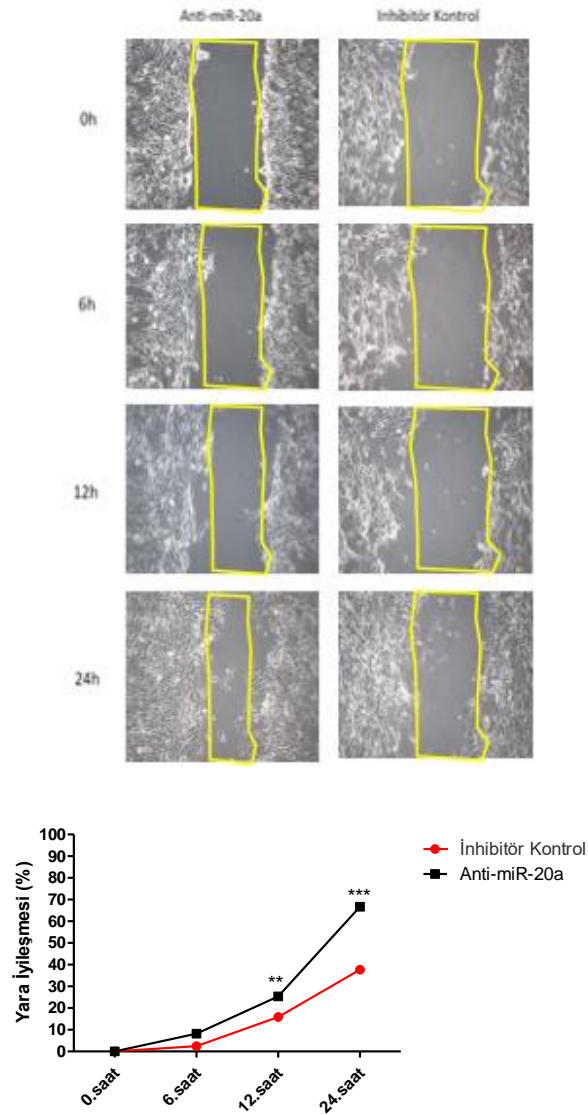 Anti-miR-20a
Inhibitör Kontrol
0h
6h
12h
24h
Yara İyileşmesi (%)
100
90
80
70
60
50
40
30
20
10
0
**
***
0.saat
6.saat
12.saat
24.saat
İnhibitör Kontrol
Anti-miR-20a